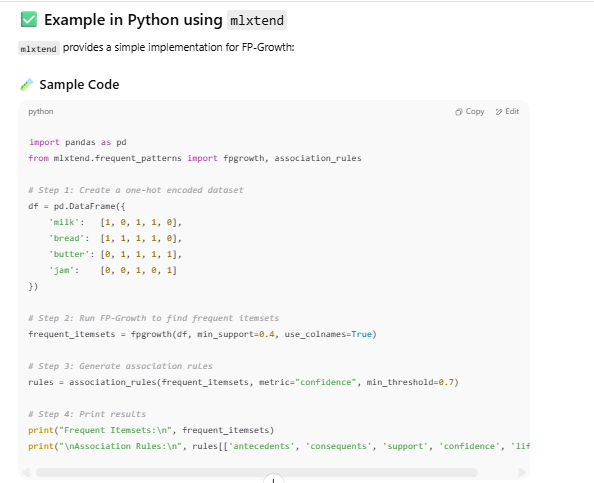 ✅ Example in Python using mlxtend
mlxtend provides a simple implementation for FP-Growth:
🧪 Sample Code
python Copy Edit
import pandas as pd
from mlxtend.frequent_patterns import fpgrowth, association_rules
# Step 1: Create a one-hot encoded dataset
df = pd.DataFrame({
    'milk':   [1, 0, 1, 1, 0],
    'bread':  [1, 1, 1, 1, 0],
    'butter': [0, 1, 1, 1, 1],
    'jam':    [0, 0, 1, 0, 1]
})
# Step 2: Run FP-Growth to find frequent itemsets
frequent_itemsets = fpgrowth(df, min_support=0.4, use_colnames=True)
# Step 3: Generate association rules
rules = association_rules(frequent_itemsets, metric="confidence", min_threshold=0.7)
# Step 4: Print results
print("Frequent Itemsets:\n", frequent_itemsets)
print("\nAssociation Rules:\n", rules[['antecedents', 'consequents', 'support', 'confidence', 'lif